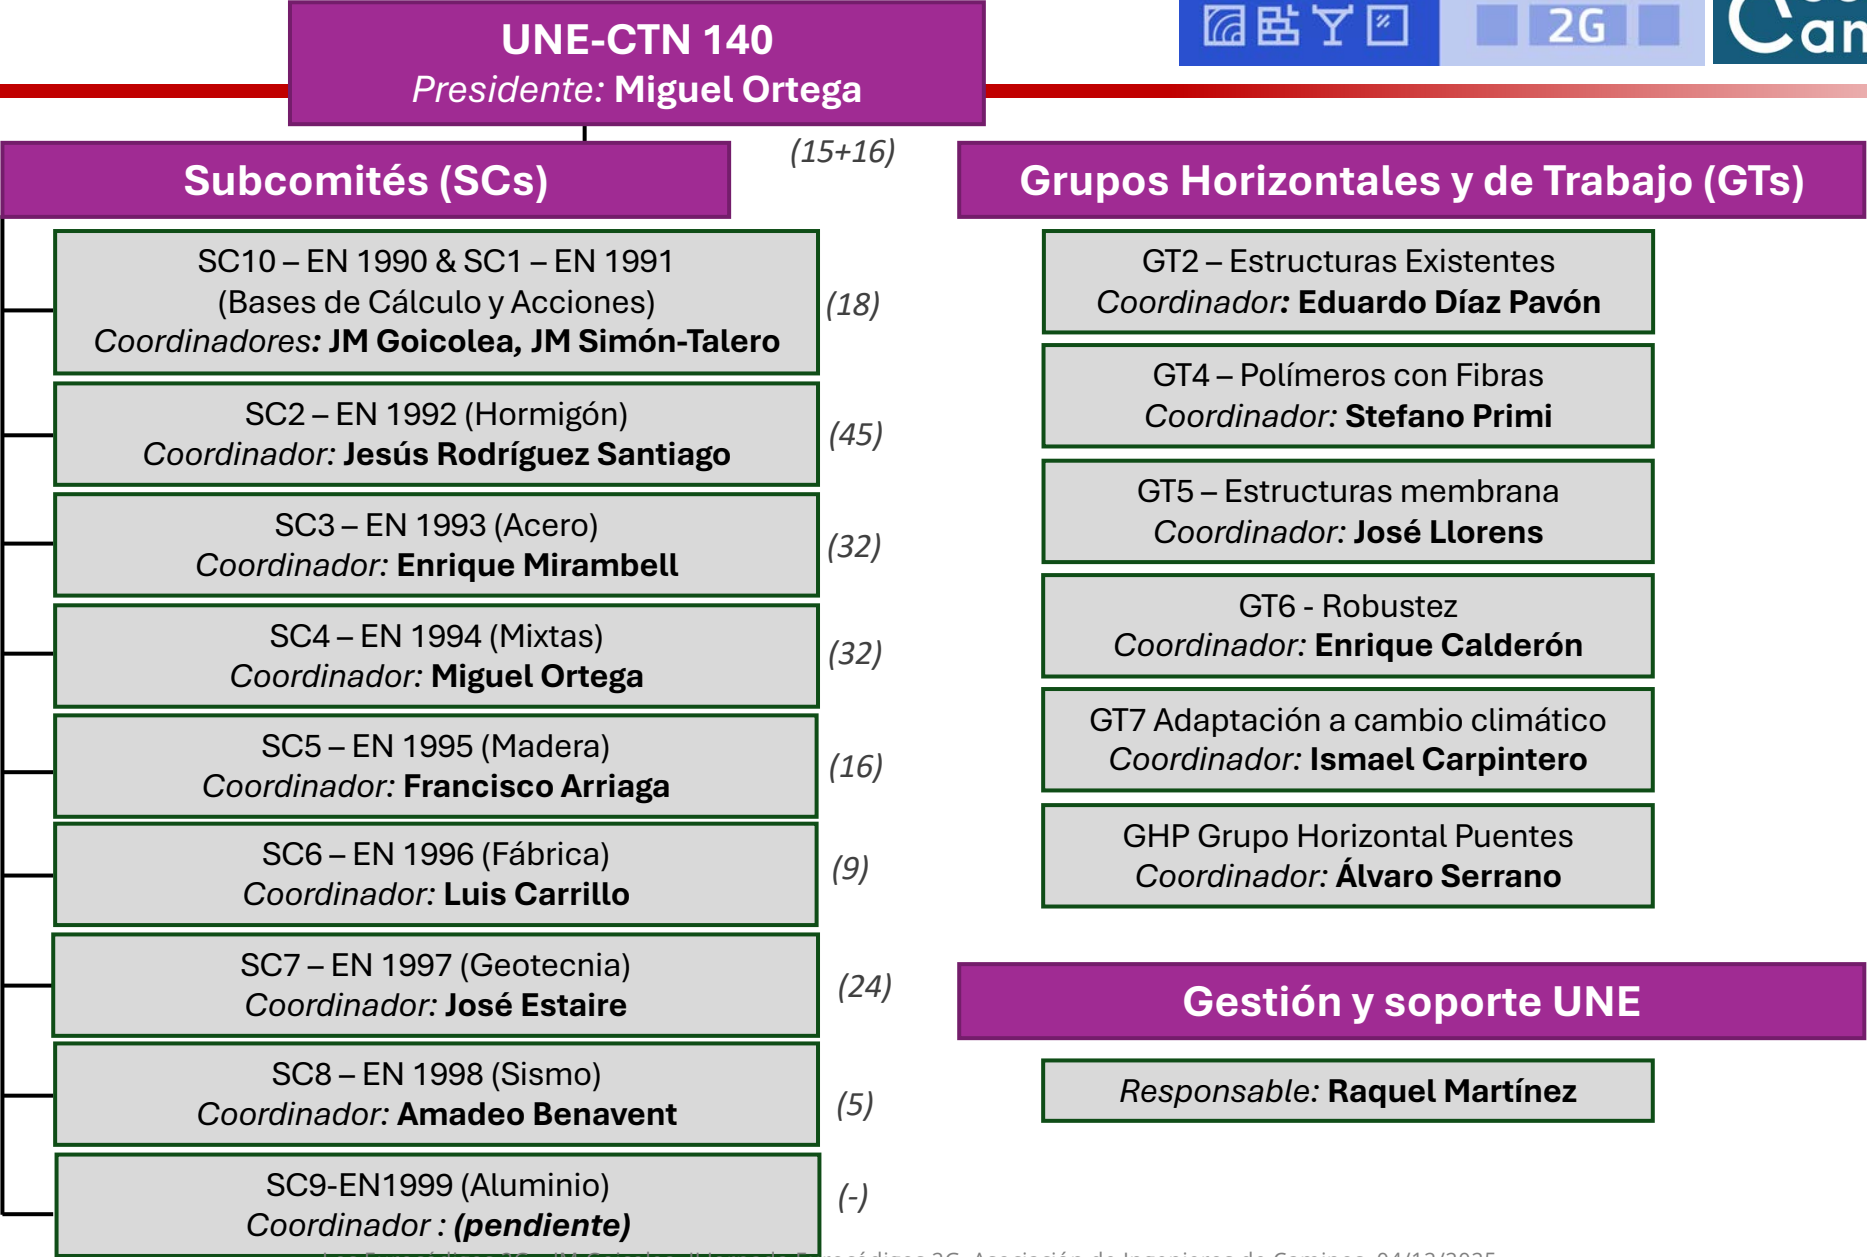 UNE-CTN 140
Presidente: Miguel Ortega
2G
(15+16)
Subcomités (SCs)
SC10 – EN 1990 & SC1 – EN 1991
(Bases de Cálculo y Acciones)
Coordinadores: JM Goicolea, JM Simón-Talero
(18)
SC2 – EN 1992 (Hormigón)
Coordinador: Jesús Rodríguez Santiago
(45)
SC3 – EN 1993 (Acero)
Coordinador: Enrique Mirambell
(32)
SC4 – EN 1994 (Mixtas)
Coordinador: Miguel Ortega
(32)
SC5 – EN 1995 (Madera)
Coordinador: Francisco Arriaga
(16)
SC6 – EN 1996 (Fábrica)
Coordinador: Luis Carrillo
(9)
SC7 – EN 1997 (Geotecnia)
Coordinador: José Estaire
(24)
SC8 – EN 1998 (Sismo)
Coordinador: Amadeo Benavent
(5)
SC9-EN1999 (Aluminio)
Coordinador : (pendiente)
(-)
Grupos Horizontales y de Trabajo (GTs)
GT2 – Estructuras Existentes
Coordinador: Eduardo Díaz Pavón
GT4 – Polímeros con Fibras
Coordinador: Stefano Primi
GT5 – Estructuras membrana
Coordinador: José Llorens
GT6 - Robustez
Coordinador: Enrique Calderón
GT7 Adaptación a cambio climático
Coordinador: Ismael Carpintero
GHP Grupo Horizontal Puentes
Coordinador: Álvaro Serrano
Gestión y soporte UNE
Responsable: Raquel Martínez